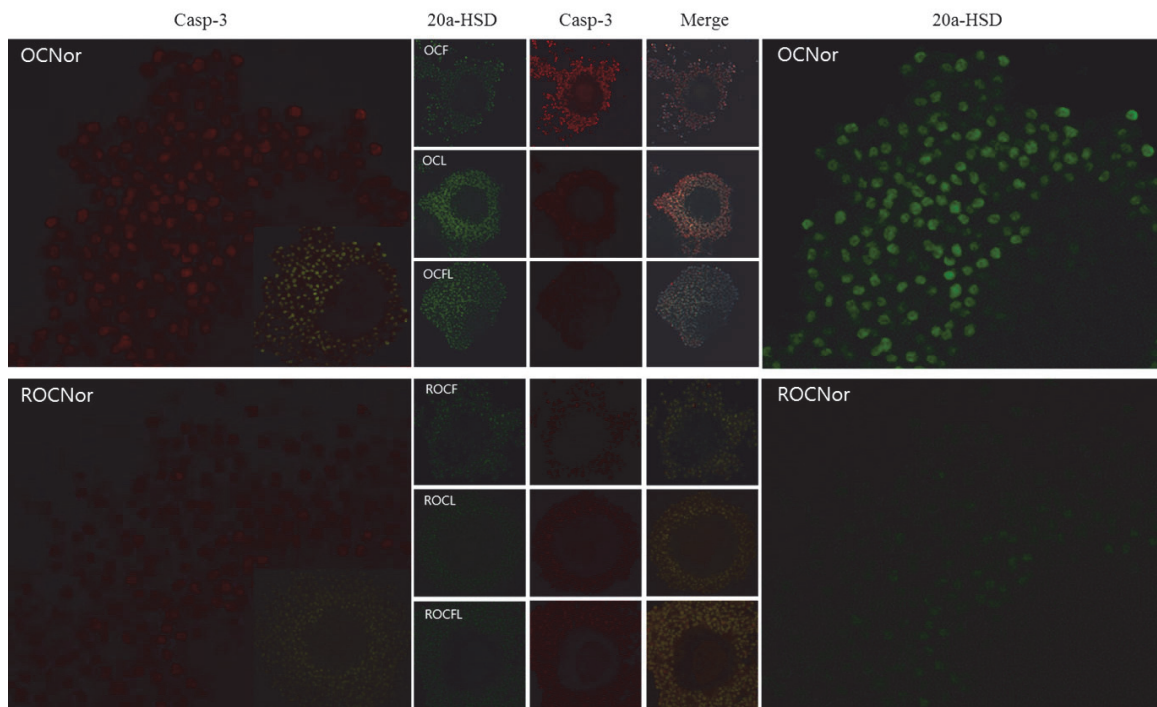 Casp-3 20a-HSD Casp-3 Merge 20a-HSD
OCNor OCF OCNor
OCL
OCFL
ROCNor ROCF ROCNor
ROCL
ROCFL